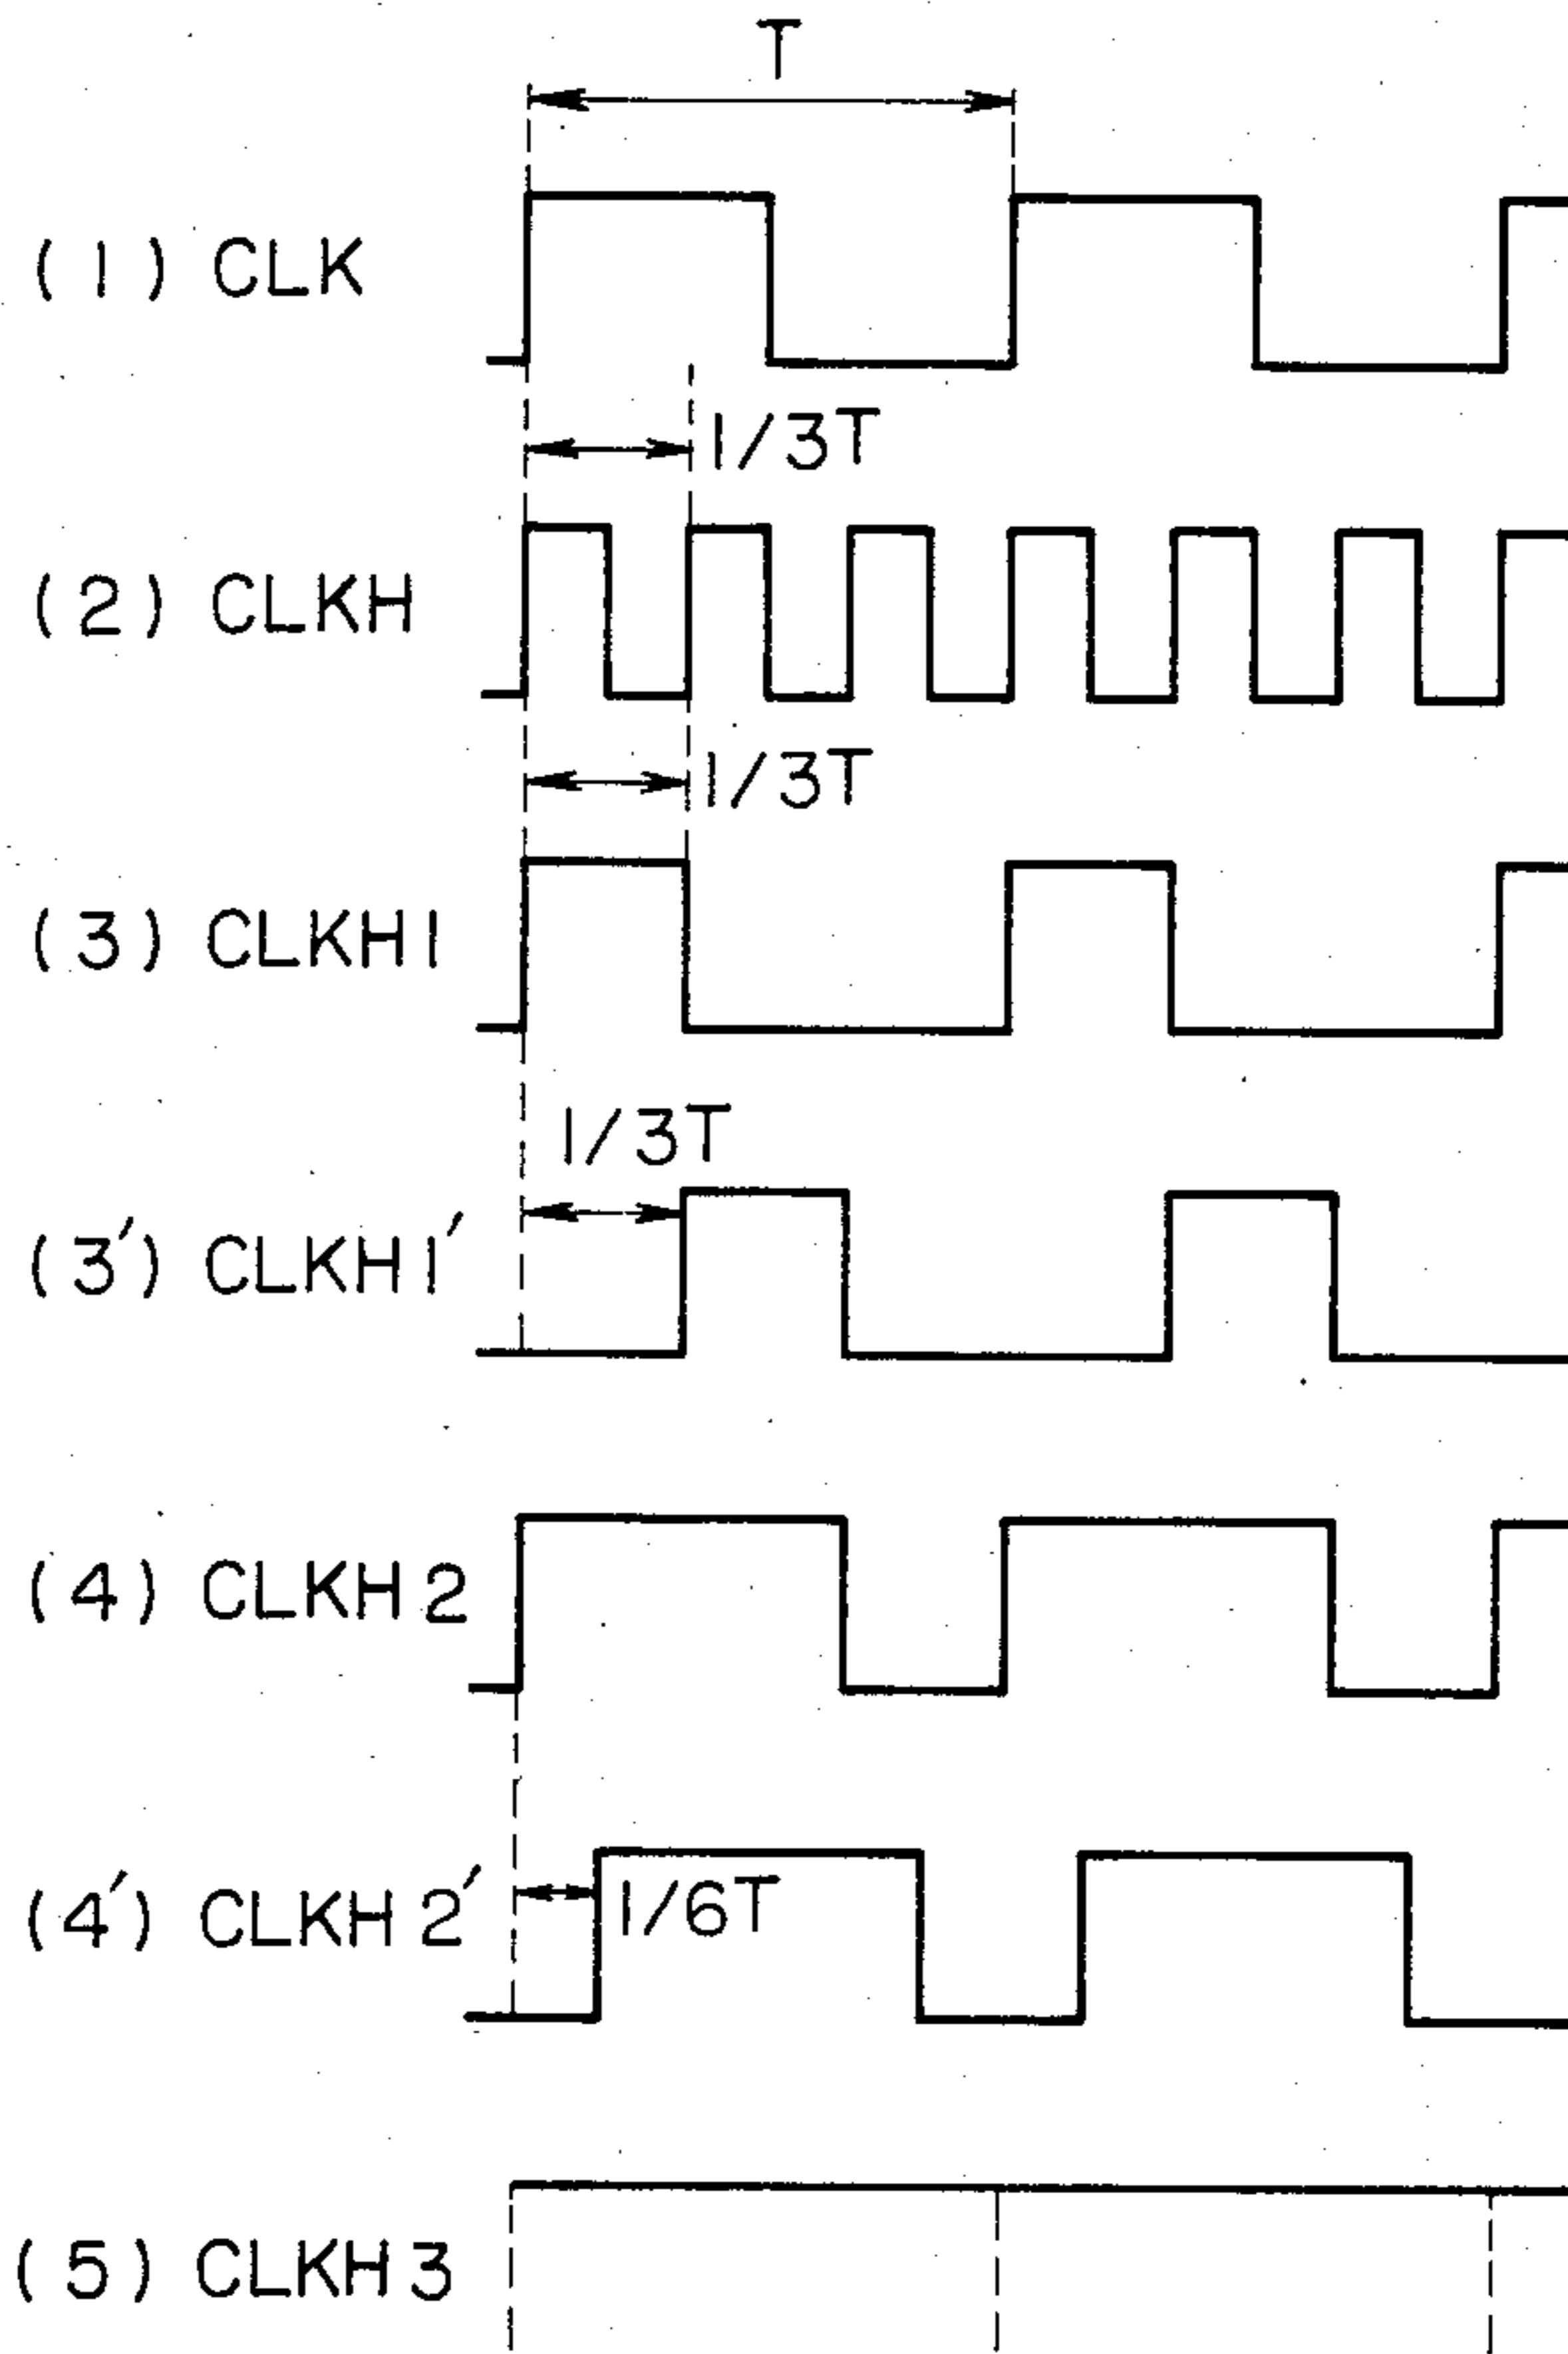 T
(1) CLK
1/3T
(2) CLKH
1/3T
(3) CLKH1
1/3T
(3') CLKH1'
(4) CLKH2
(4') CLKH2'
1/6T
(5) CLKH3